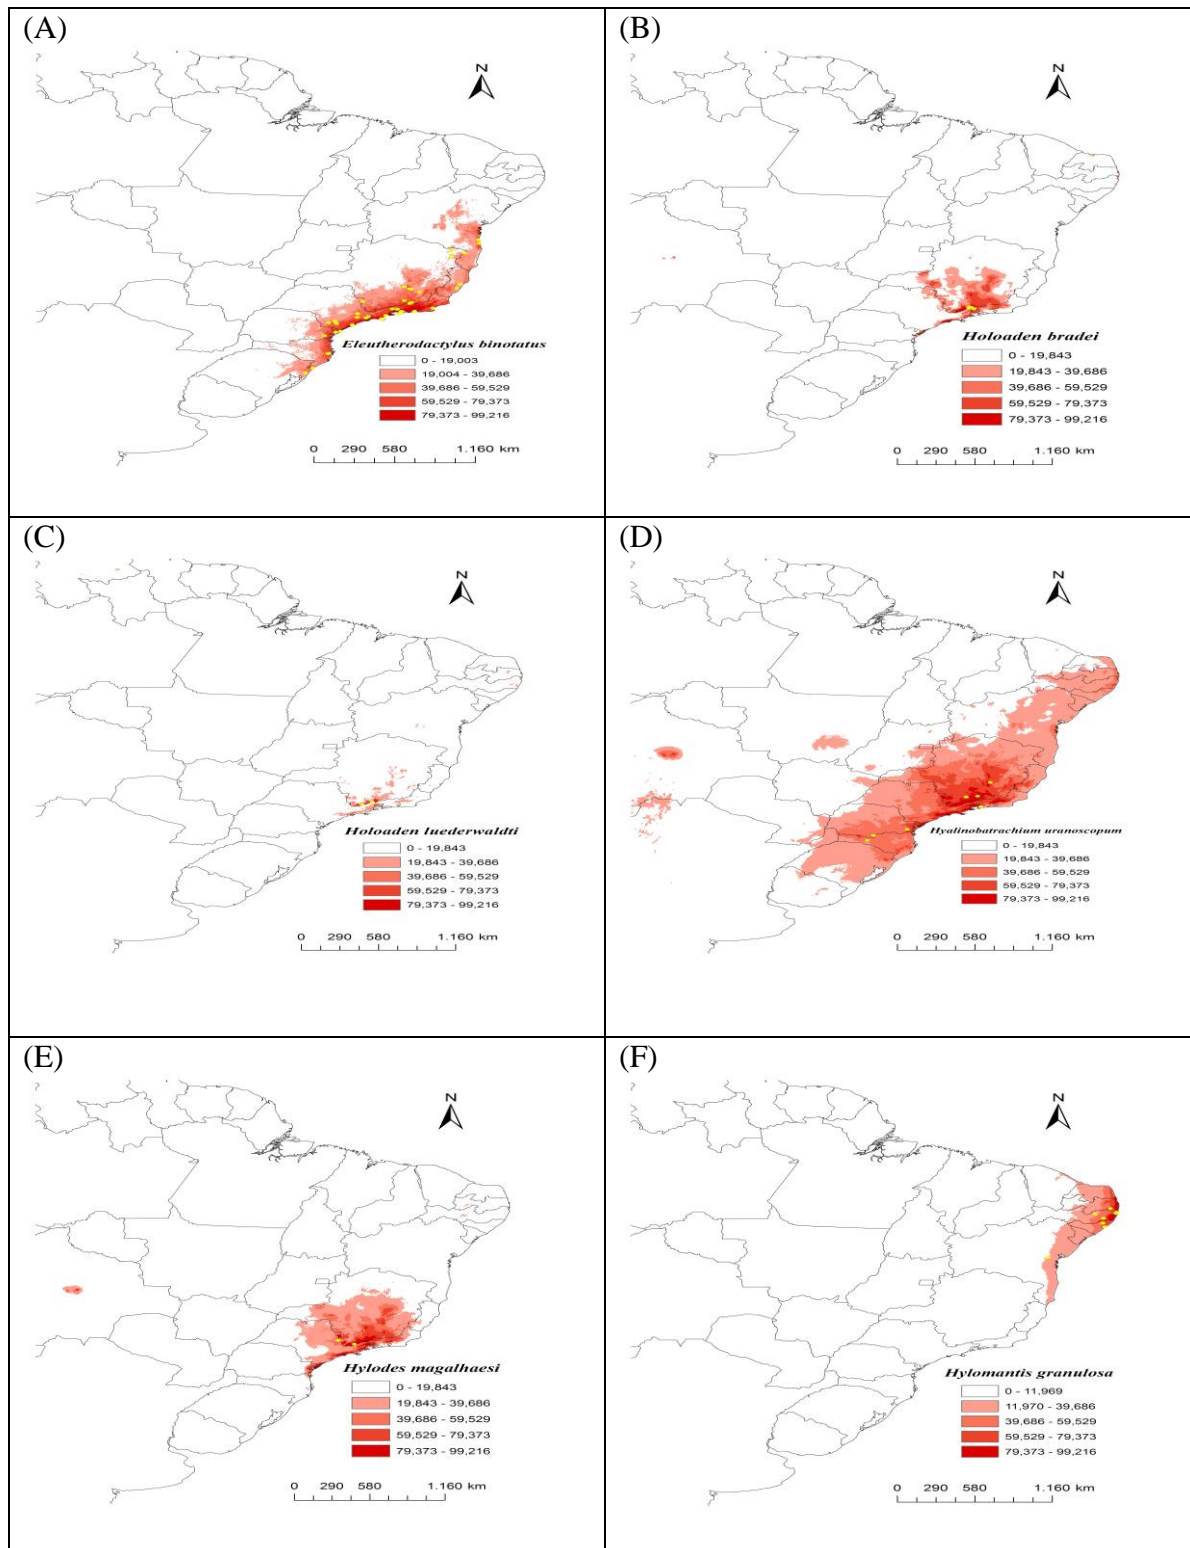 (A)
N
Eleutherodactylus binotatus
0 - 19,003
19,004 - 39,686
39,686 - 59,529
59,529 - 79,373
79,373 - 99,216
0 290 580 1.160 km
(B)
N
Holoaden bradei
0 - 19,843
19,843 - 39,686
39,686 - 59,529
59,529 - 79,373
79,373 - 99,216
0 290 580 1.160 km
(C)
N
Holoaden luederwaldti
0 - 19,843
19,843 - 39,686
39,686 - 59,529
59,529 - 79,373
79,373 - 99,216
0 290 580 1.160 km
(D)
N
Hyalinobatrachium uranoscopum
0 - 19,843
19,843 - 39,686
39,686 - 59,529
59,529 - 79,373
79,373 - 99,216
0 290 580 1.160 km
(E)
N
Hylodes magalhaesi
0 - 19,843
19,843 - 39,686
39,686 - 59,529
59,529 - 79,373
79,373 - 99,216
0 290 580 1.160 km
(F)
N
Hylomantis granulosa
0 - 11,969
11,970 - 39,686
39,686 - 59,529
59,529 - 79,373
79,373 - 99,216
0 290 580 1.160 km